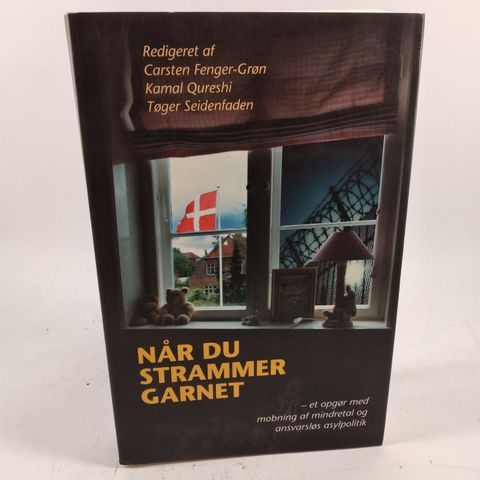 Redigeret af
Carsten Fenger-Grøn
Kamal Qureshi
Tøger Seidenfaden
NÅR DU
STRAMMER
GARNET
– et opgør med
mobning af mindretal og
ansvarsløs asylpolitik